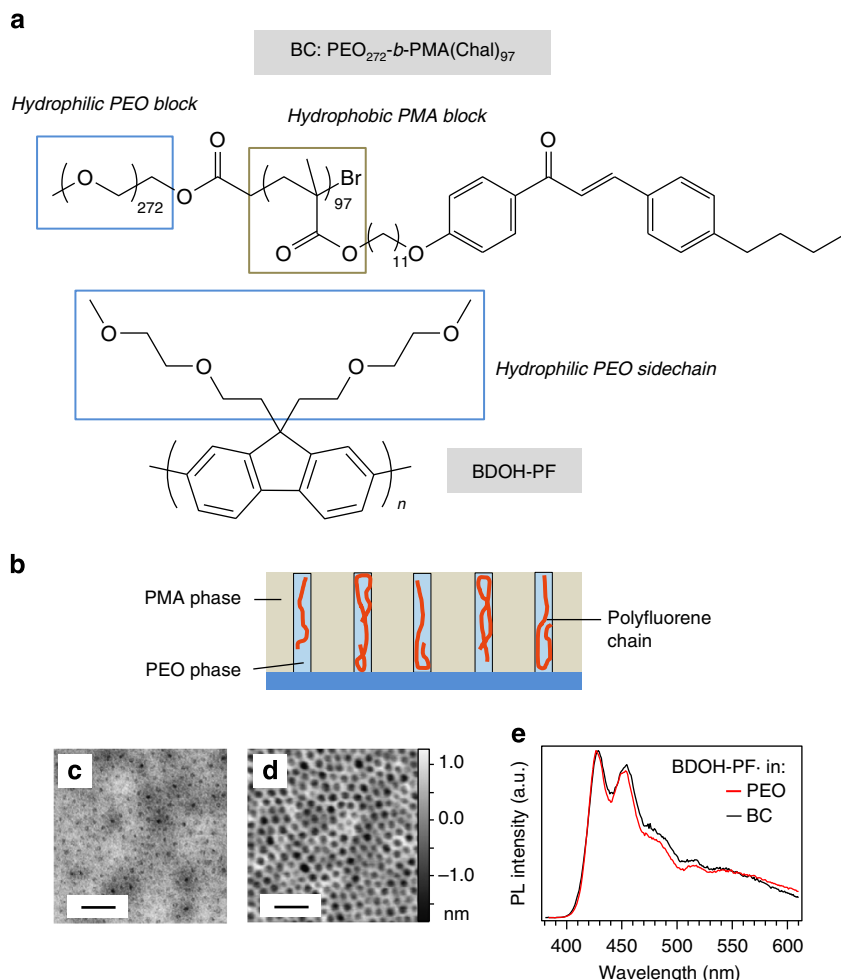 a
BC: PEO272-b-PMA(Chal)97
Hydrophilic PEO block
Hydrophobic PMA block
O
O
O
O
272
Br
97
O
O
11
O
O
O
O
O
Hydrophilic PEO sidechain
n
BDOH-PF
b
PMA phase
PEO phase
Polyfluorene
chain
c
d
1.0
0.0
−1.0
nm
e
PL intensity (a.u.)
BDOH-PF· in:
PEO
BC
400 450 500 550 600
Wavelength (nm)